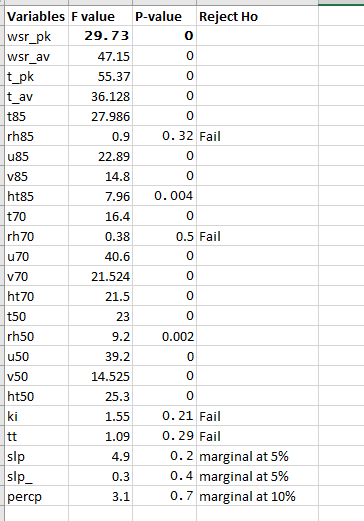 Variables F value P-value Reject Ho
wsr_pk 29.73 0
wsr_av 47.15 0
t_pk 55.37 0
t_av 36.128 0
t85 27.986 0
rh85 0.9 0.32 Fail
u85 22.89 0
v85 14.8 0
ht85 7.96 0.004
t70 16.4 0
rh70 0.38 0.5 Fail
u70 40.6 0
v70 21.524 0
ht70 21.5 0
t50 23 0
rh50 9.2 0.002
u50 39.2 0
v50 14.525 0
ht50 25.3 0
ki 1.55 0.21 Fail
tt 1.09 0.29 Fail
slp 4.9 0.2 marginal at 5%
slp_ 0.3 0.4 marginal at 5%
percp 3.1 0.7 marginal at 10%